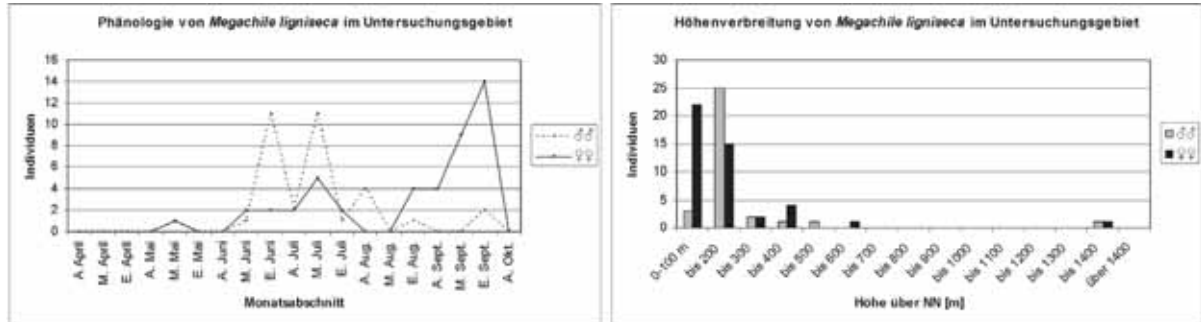 Phänologie von Megachile ligniseca im Untersuchungsgebiet
Individuen
16
14
12
10
8
6
4
2
0
A. April
M. April
E. April
A. Mai
M. Mai
E. Mai
A. Juni
M. Juni
E. Juni
A. Juli
M. Juli
E. Juli
A. Aug.
M. Aug.
E. Aug.
A. Sept.
M. Sept.
E. Sept.
A. Okt.
Monatsabschnitt
♂♂
♀♀
Höhenverbreitung von Megachile ligniseca im Untersuchungsgebiet
Individuen
30
25
20
15
10
5
0
0-100 m
bis 200
bis 300
bis 400
bis 500
bis 600
bis 700
bis 800
bis 900
bis 1000
bis 1100
bis 1200
bis 1300
bis 1400
über 1400
Höhe über NN [m]
♂♂
♀♀